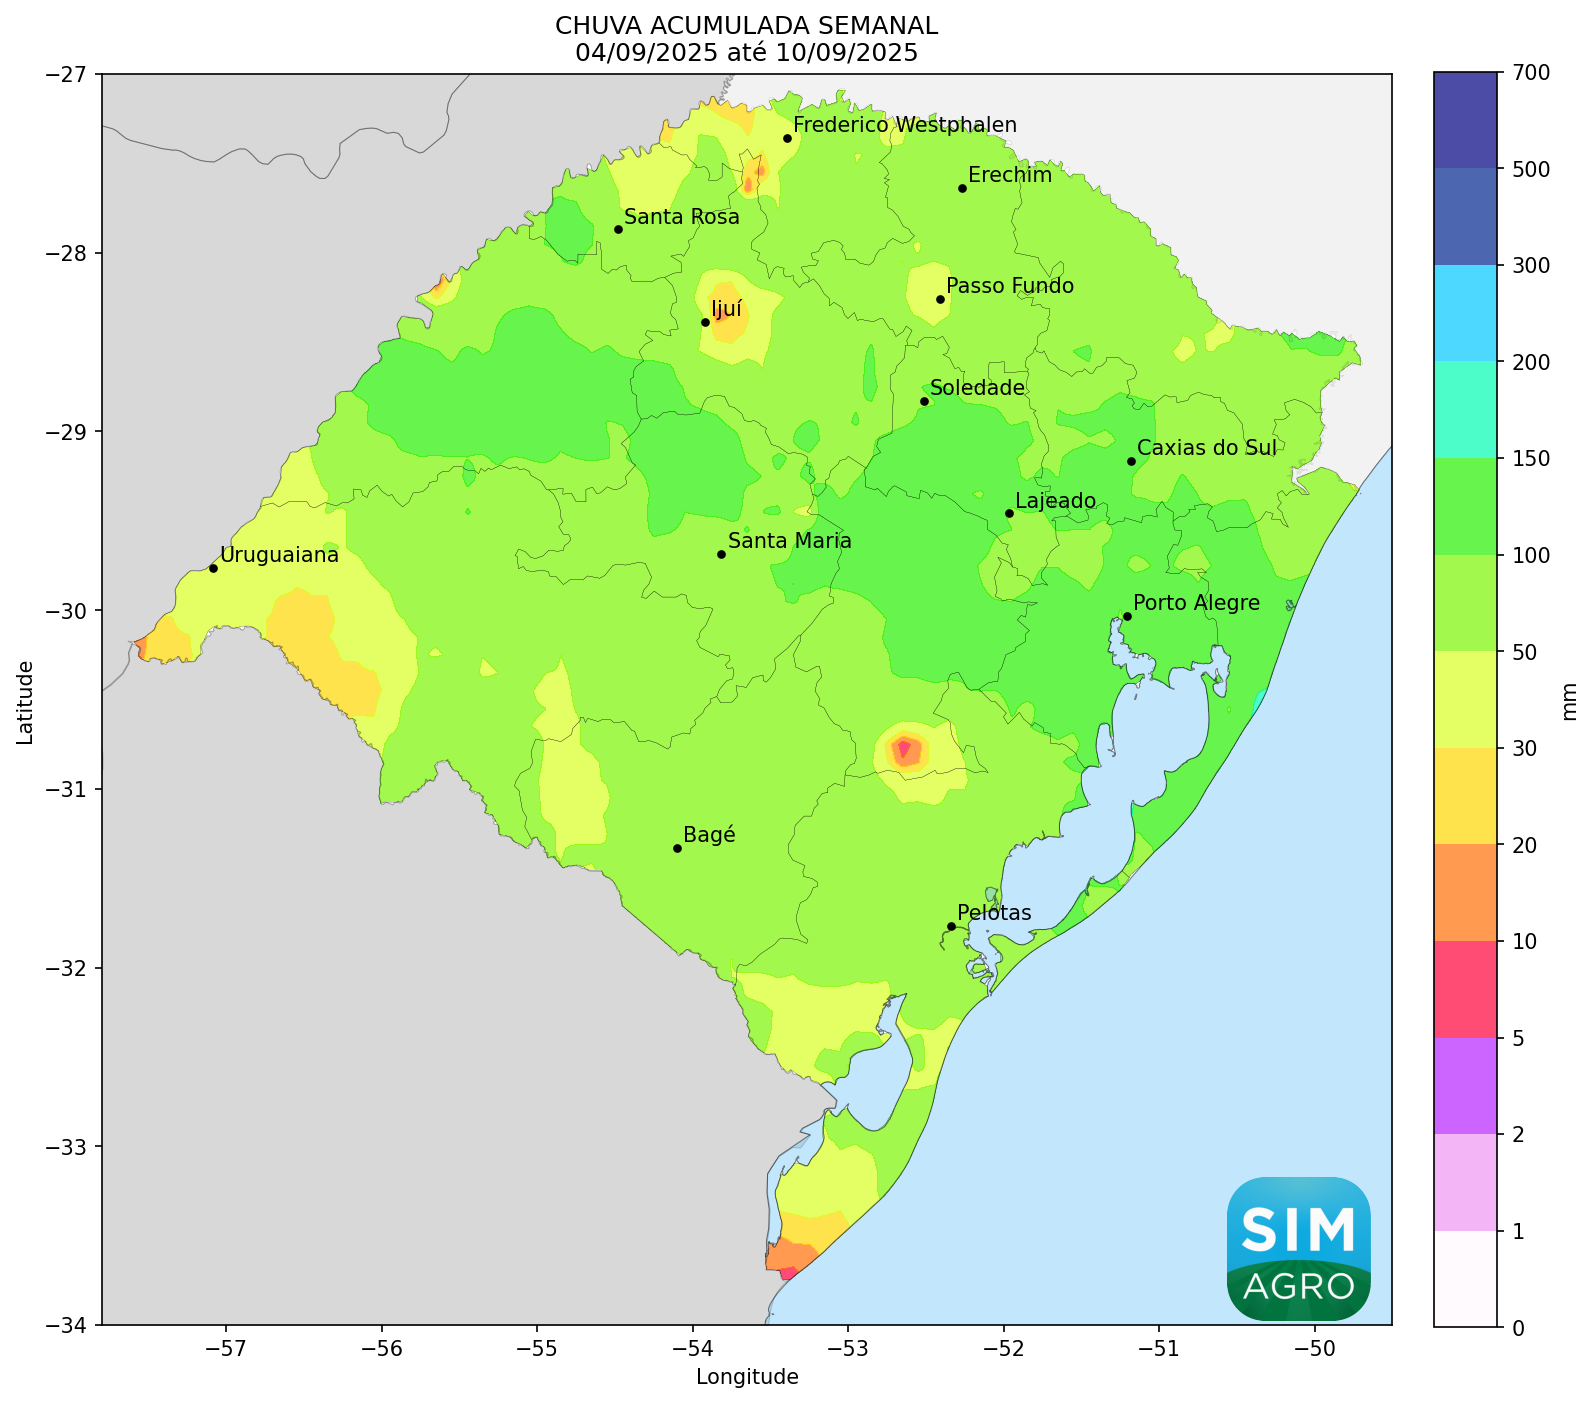 CHUVA ACUMULADA SEMANAL
04/09/2025 até 10/09/2025
−27
−28
−29
−30
−31
−32
−33
−34
Latitude
Frederico Westphalen
Erechim
Santa Rosa
Passo Fundo
Ijuí
Soledade
Caxias do Sul
Lajeado
Santa Maria
Uruguaiana
Porto Alegre
Bagé
Pelotas
SIM
AGRO
−57
−56
−55
−54
−53
−52
−51
−50
Longitude
700
500
300
200
150
100
50
30
20
10
5
2
1
0
mm